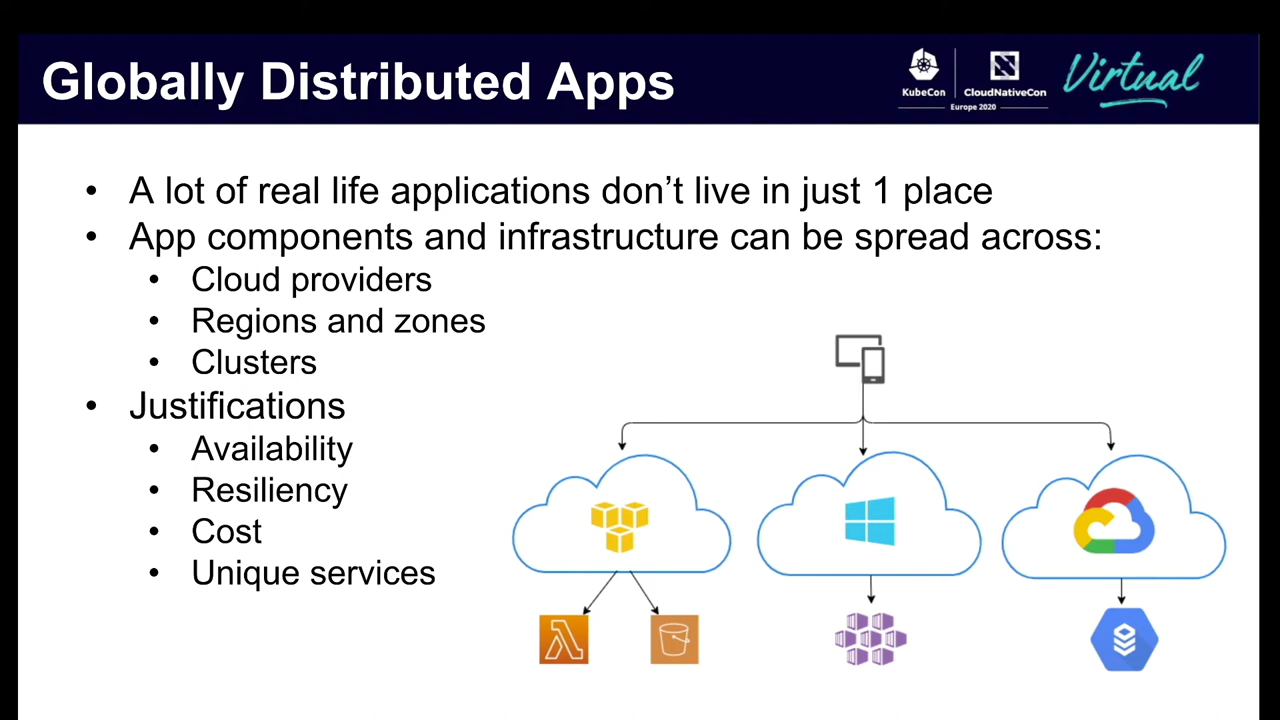 Globally Distributed Apps
KubeCon
CloudNativeCon
Europe 2020
Virtual
• A lot of real life applications don’t live in just 1 place
• App components and infrastructure can be spread across:
• Cloud providers
• Regions and zones
• Clusters
• Justifications
• Availability
• Resiliency
• Cost
• Unique services